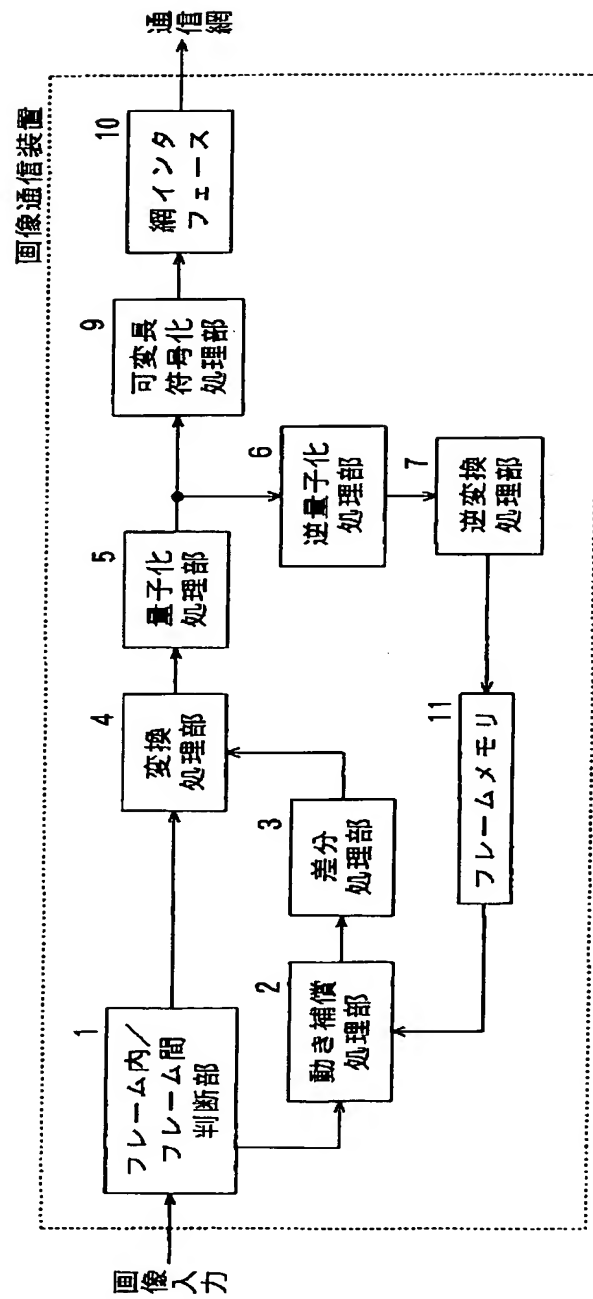 画像通信装置
画像入力
1
フレーム内／
フレーム間
判断部
2
動き補償
処理部
3
差分
処理部
4
変換
処理部
5
量子化
処理部
6
逆量子化
処理部
7
逆変換
処理部
9
可変長
符号化
処理部
10
網インタ
フェース
11
フレームメモリ
通信網